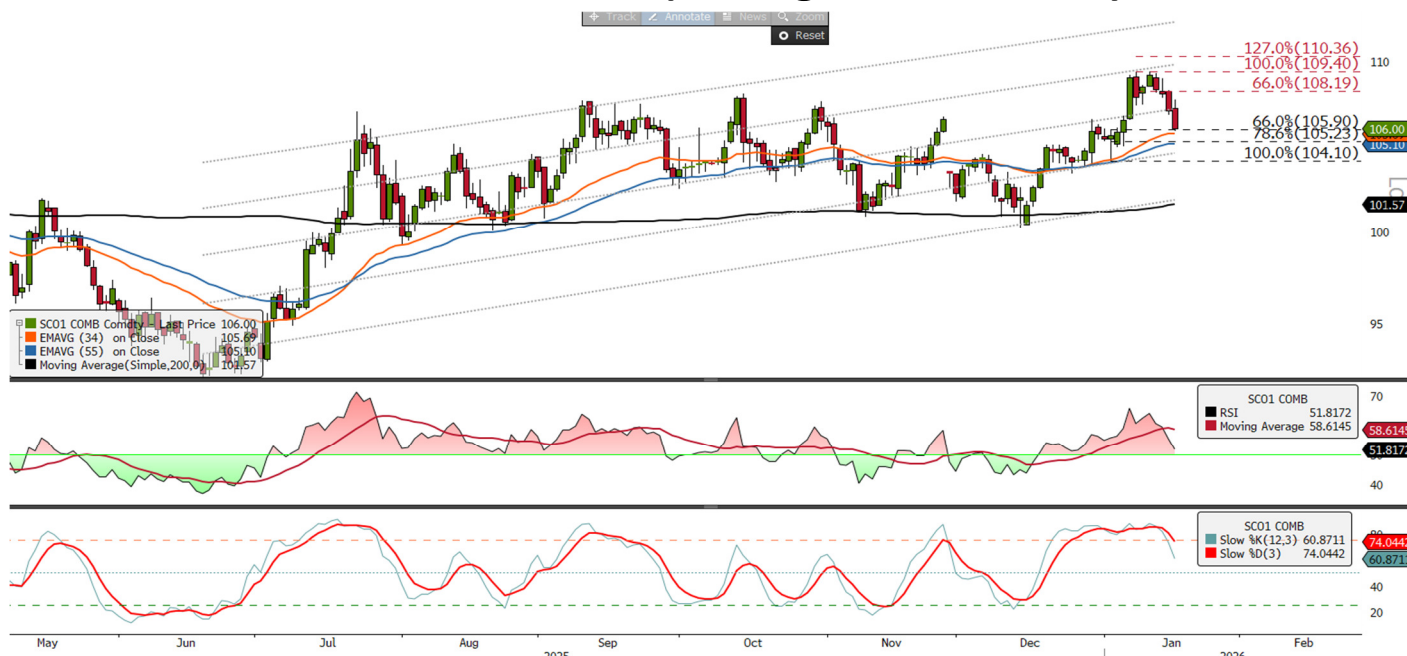 Track Annotate News Zoom
Reset
127.0%(110.36)
100.0%(109.40)
66.0%(108.19)
66.0%(105.90)
78.6%(105.23)
100.0%(104.10)
110
106.00
105.10
101.57
100
95
SCO1 COMB Comdty - Last Price 106.00
EMAVG (34) on Close 105.69
EMAVG (55) on Close 105.10
Moving Average(Simple,200,0) 101.57
SCO1 COMB
RSI 51.8172
Moving Average 58.6145
70
58.6145
51.8172
40
SCO1 COMB
Slow %K(12,3) 60.8711
Slow %D(3) 74.0442
74.0442
60.8711
40
20
May Jun Jul Aug Sep Oct Nov Dec Jan Feb